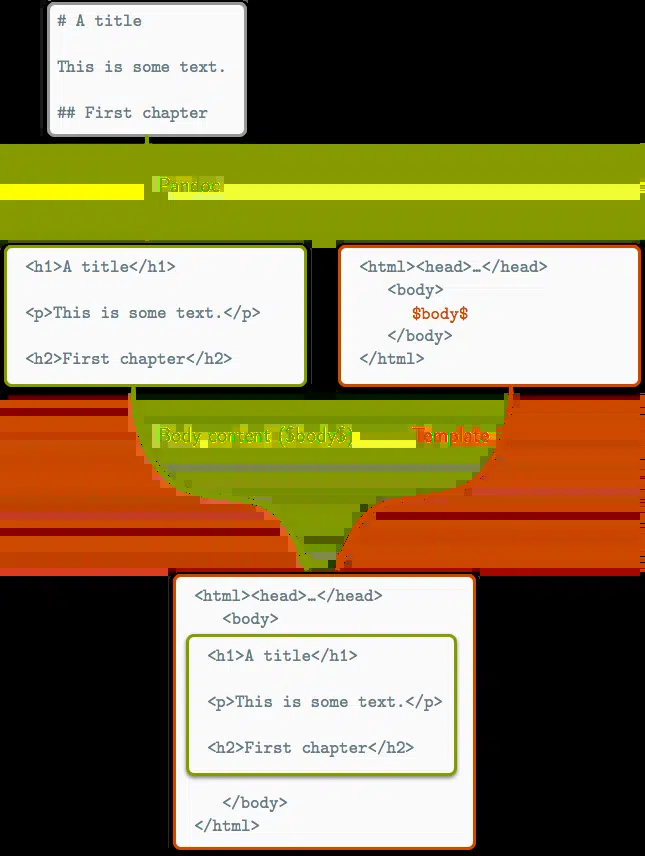 # A title
This is some text.
## First chapter
Pandoc
<h1>A title</h1>
<p>This is some text.</p>
<h2>First chapter</h2>
<html><head>…</head>
<body>
$body$
</body>
</html>
Body content ($body$)
Template
<html><head>…</head>
<body>
<h1>A title</h1>
<p>This is some text.</p>
<h2>First chapter</h2>
</body>
</html>